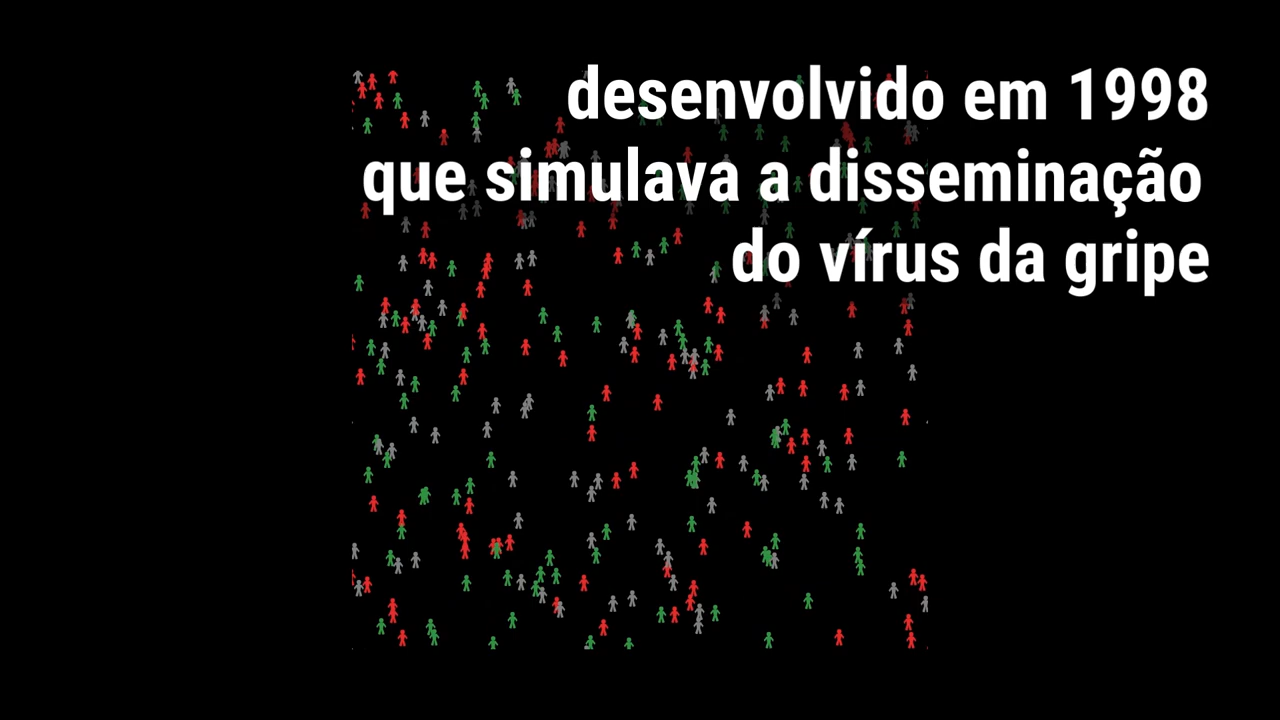 desenvolvido em 1998
que simulava a disseminação
do vírus da gripe